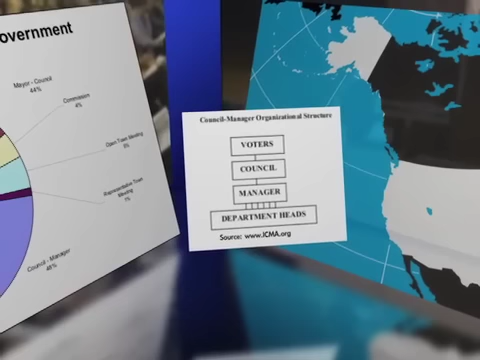 overnment
Mayor - Council
44%
Commission
4%
Open Town Meeting
5%
Representative Town
Meeting
1%
Council - Manager
46%
Council-Manager Organizational Structure
VOTERS
COUNCIL
MANAGER
DEPARTMENT HEADS
Source: www.ICMA.org